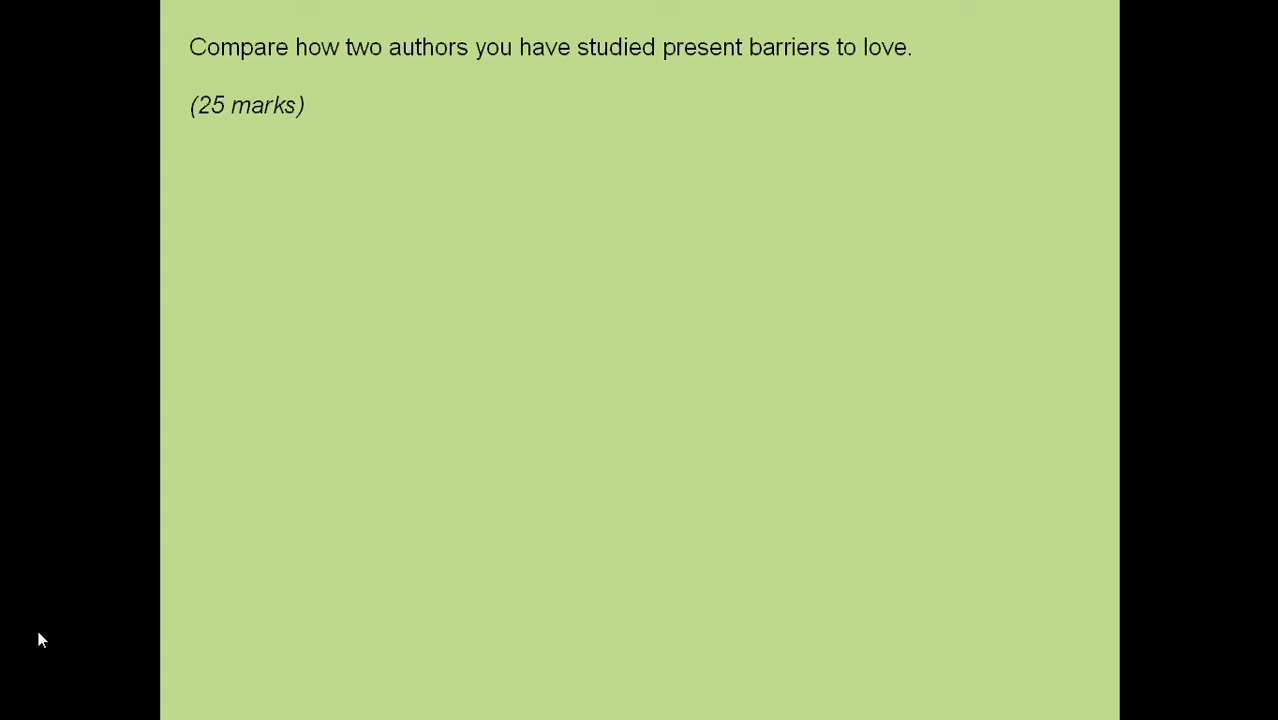 Compare how two authors you have studied present barriers to love.
(25 marks)